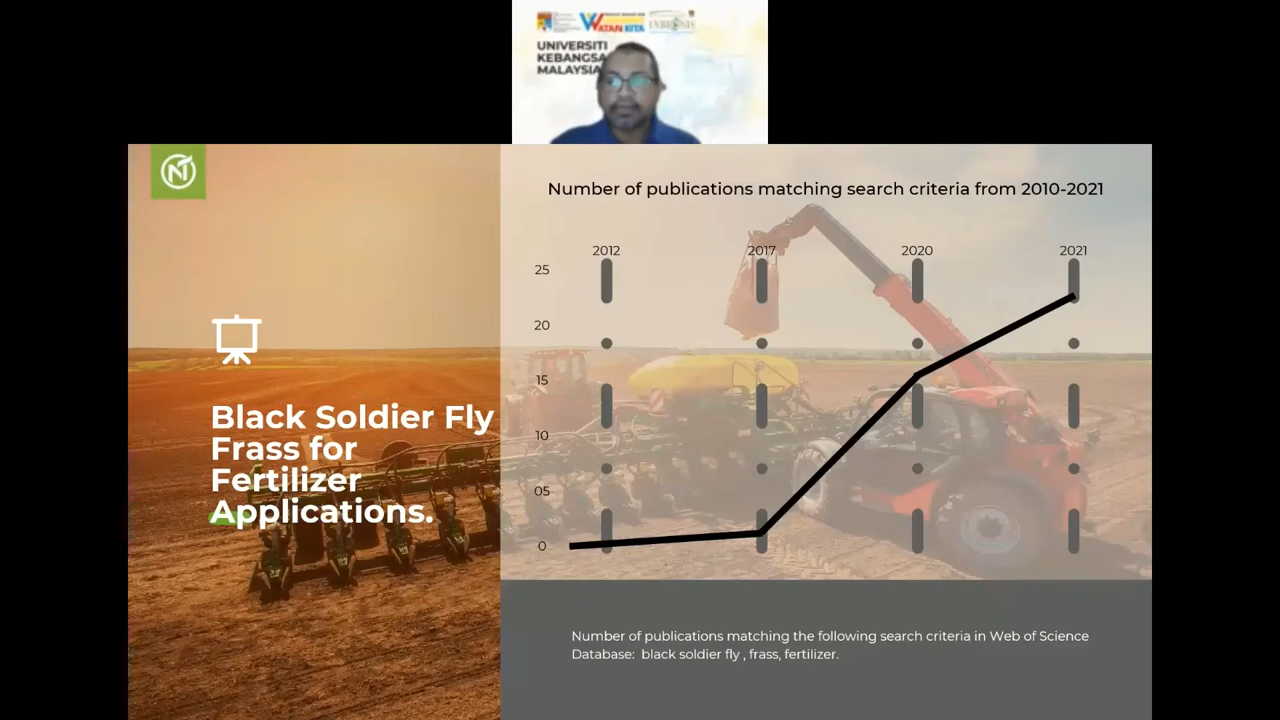 WATAN KITA
UNIVERSITI
KEBANGSA
MALAYSIA
Number of publications matching search criteria from 2010-2021
2012
2017
2020
2021
25
20
15
10
05
0
Black Soldier Fly
Frass for
Fertilizer
Applications.
Number of publications matching the following search criteria in Web of Science
Database: black soldier fly , frass, fertilizer.